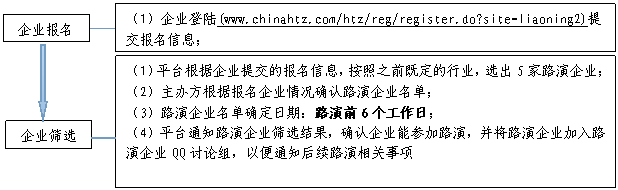 企业报名
（1）企业登陆(www.chinahtz.com/htz/reg/register.do?site=liaoning2)提
交报名信息；
企业筛选
（1）平台根据企业提交的报名信息，按照之前既定的行业，选出 5 家路演企业；
（2）主办方根据报名企业情况确认路演企业名单；
（3）路演企业名单确定日期：路演前 6 个工作日；
（4）平台通知路演企业筛选结果，确认企业能参加路演，并将路演企业加入路
演企业 QQ 讨论组，以便通知后续路演相关事项